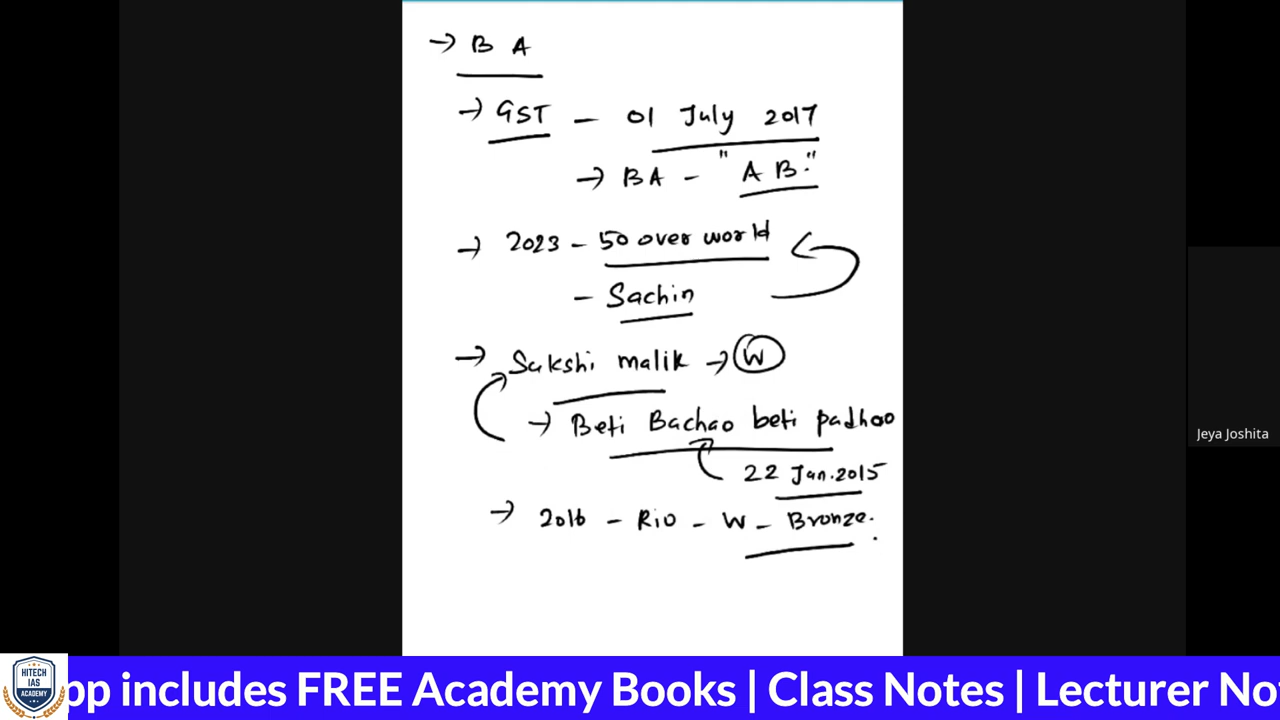 → B A
→ GST – 01 July 2017
→ BA – "A B."
→ 2023 – 50 over world
– Sachin
→ Sakshi malik → W
→ Beti Bachao beti padhao
22 Jan. 2015
→ 2016 – Rio – W – Bronze.
Jeya Joshita
HITECH
IAS
ACADEMY
pp includes FREE Academy Books | Class Notes | Lecturer No